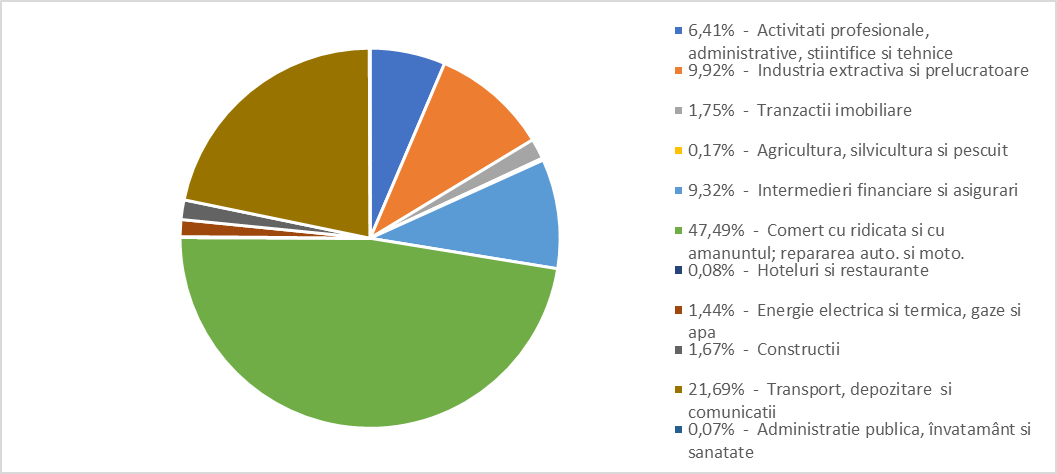 6,41%  -  Activitati profesionale,
administrative, stiintifice si tehnice
9,92%  -  Industria extractiva si prelucratoare
1,75%  -  Tranzactii imobiliare
0,17%  -  Agricultura, silvicultura si pescuit
9,32%  -  Intermedieri financiare si asigurari
47,49%  -  Comert cu ridicata si cu
amanuntul; repararea auto. si moto.
0,08%  -  Hoteluri si restaurante
1,44%  -  Energie electrica si termica, gaze si
apa
1,67%  -  Constructii
21,69%  -  Transport, depozitare  si
comunicatii
0,07%  -  Administratie publica, învatamânt si
sanatate